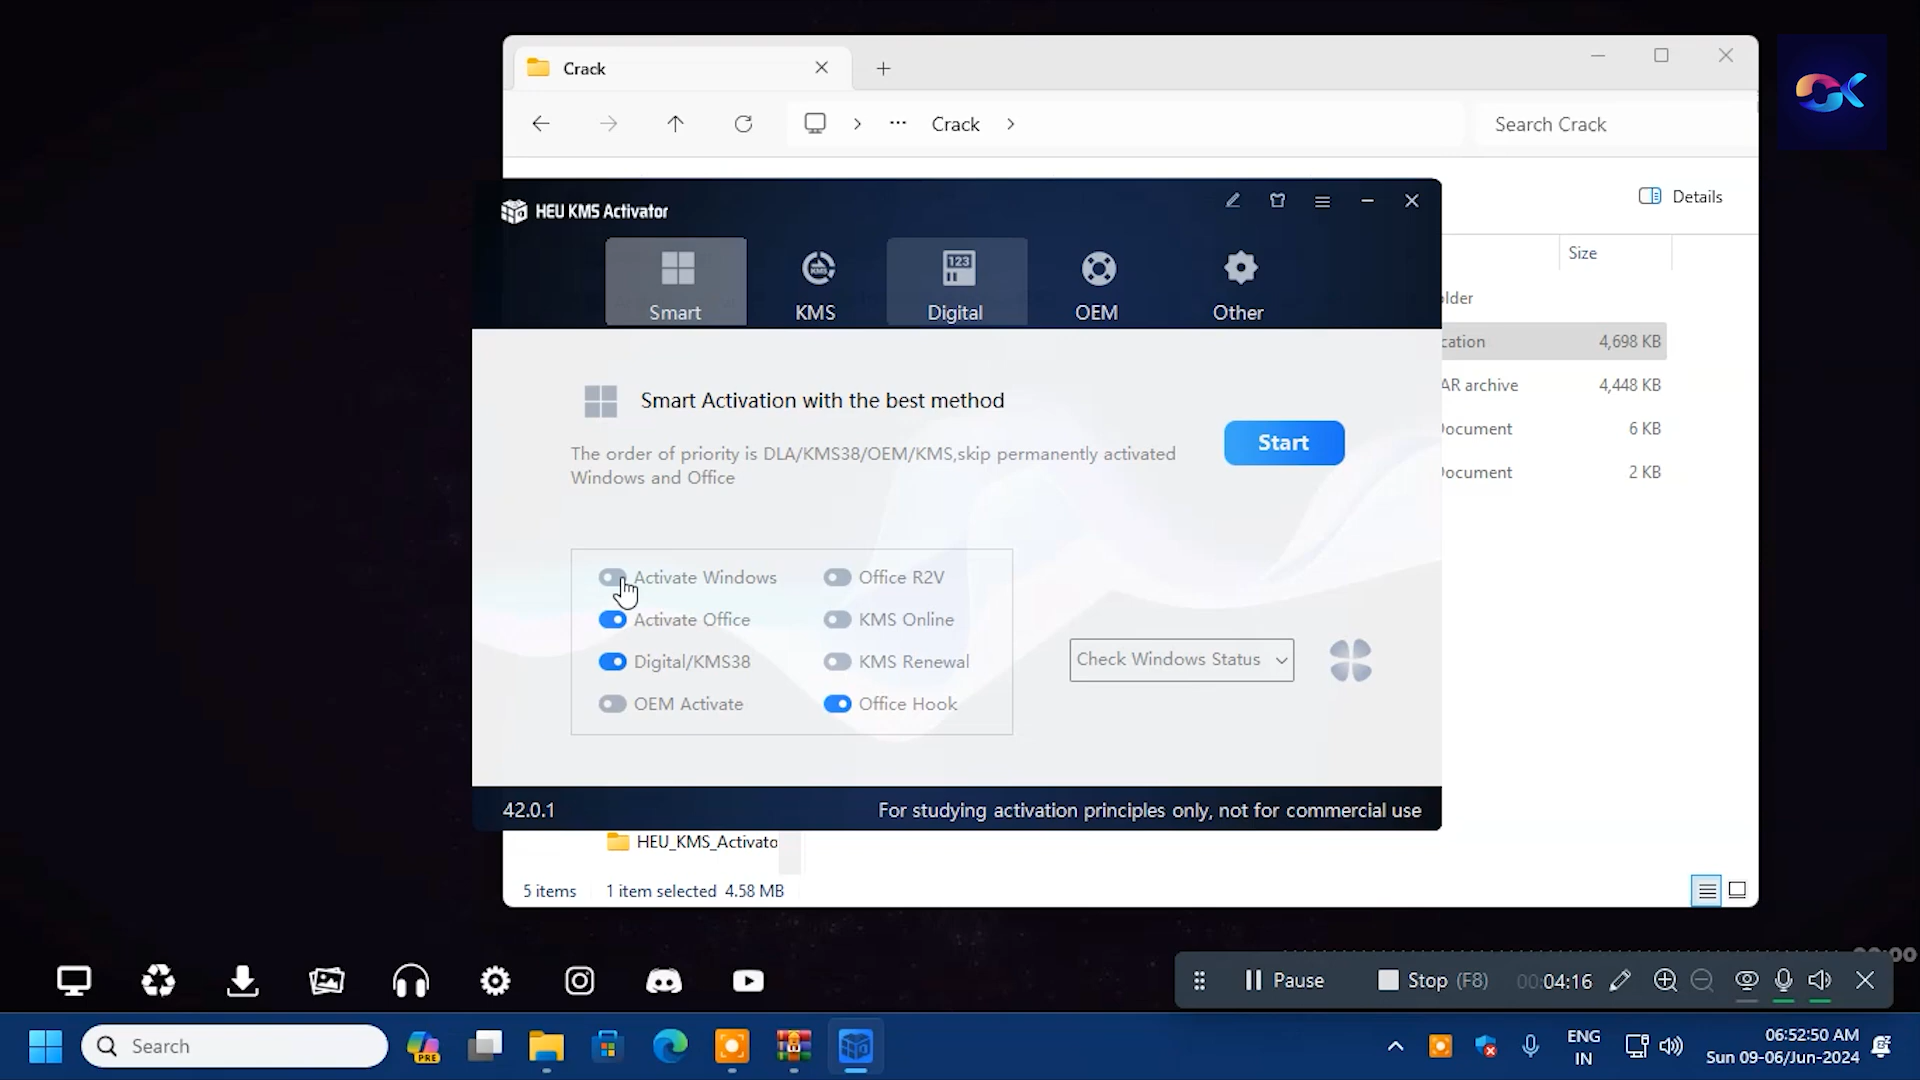 Crack
Crack
Search Crack
Details
HEU KMS Activator
Smart
KMS
123
Digital
OEM
Other
Size
older
Smart Activation with the best method
The order of priority is DLA/KMS38/OEM/KMS,skip permanently activated
Windows and Office
Start
cation 4,698 KB
AR archive 4,448 KB
Document 6 KB
Document 2 KB
Activate Windows
Office R2V
Activate Office
KMS Online
Digital/KMS38
KMS Renewal
OEM Activate
Office Hook
Check Windows Status
42.0.1
For studying activation principles only, not for commercial use
HEU_KMS_Activato
5 items
1 item selected 4.58 MB
Pause
Stop (F8)
00:04:16
Search
PRE
ENG
IN
06:52:50 AM
Sun 09-06/Jun-2024